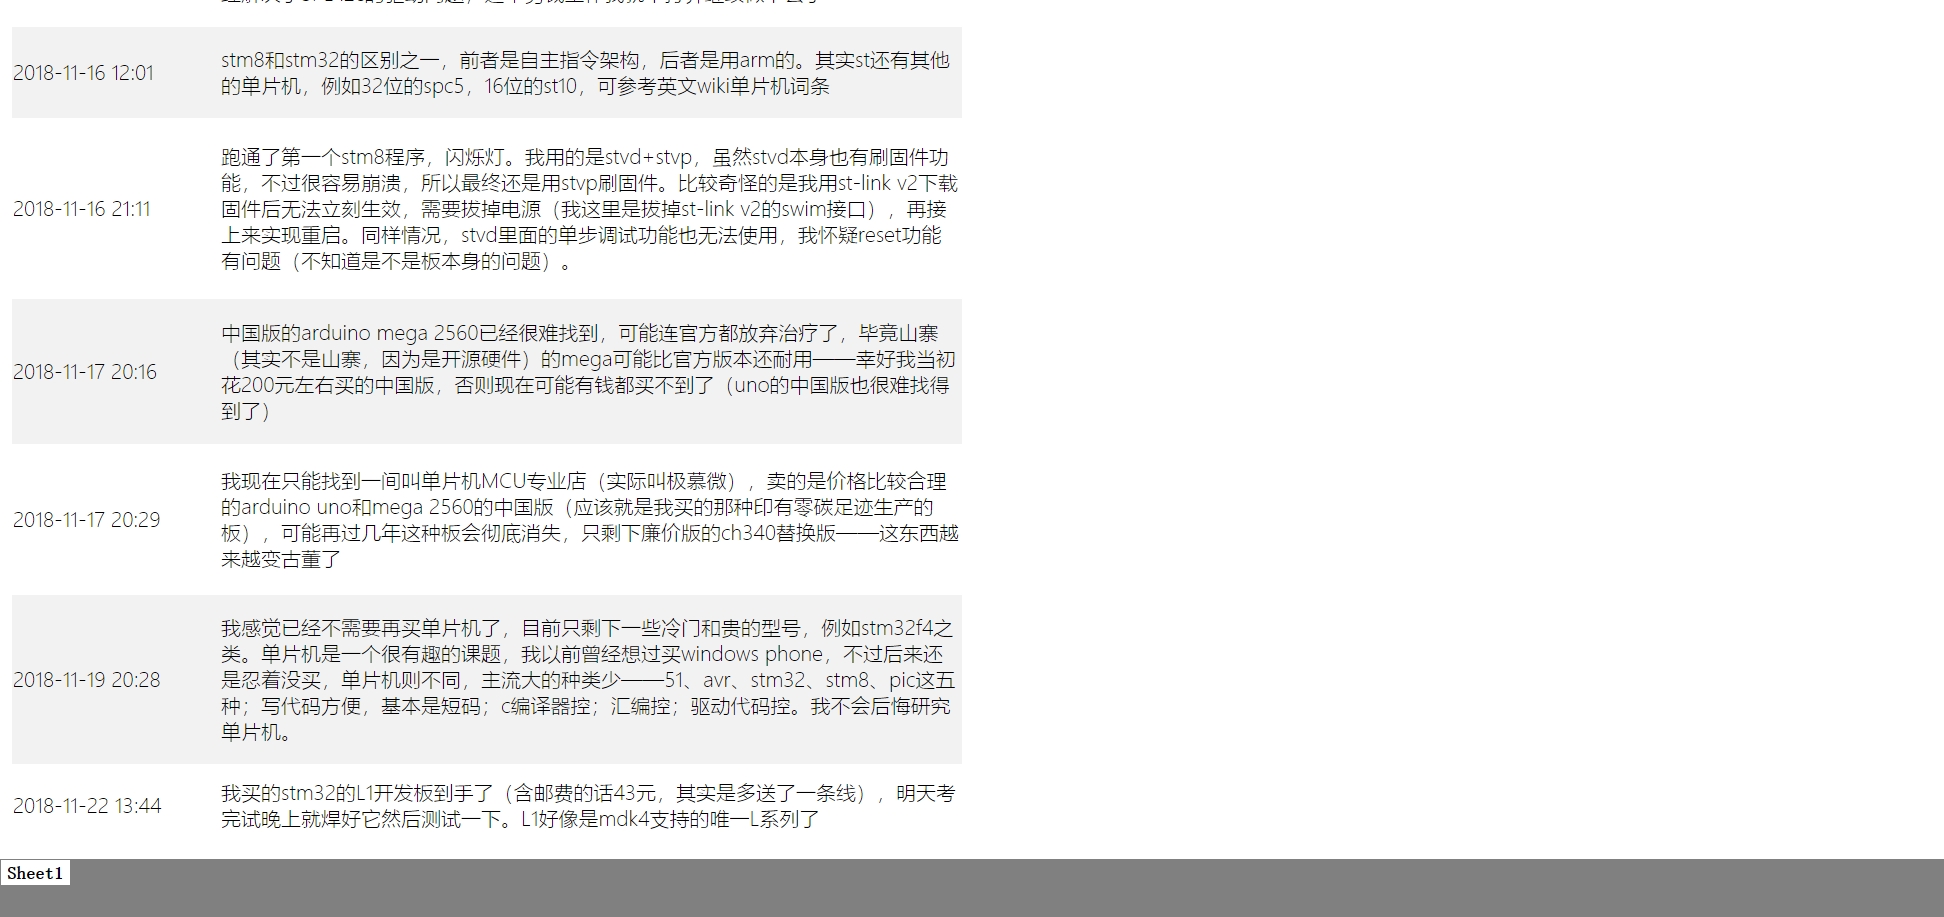 2018-11-16 12:01
stm8和stm32的区别之一，前者是自主指令架构，后者是用arm的。其实st还有其他
的单片机，例如32位的spc5，16位的st10，可参考英文wiki单片机词条
2018-11-16 21:11
跑通了第一个stm8程序，闪烁灯。我用的是stvd+stvp，虽然stvd本身也有刷固件功
能，不过很容易崩溃，所以最终还是用stvp刷固件。比较奇怪的是我用st-link v2下载
固件后无法立刻生效，需要拔掉电源（我这里是拔掉st-link v2的swim接口），再接
上来实现重启。同样情况，stvd里面的单步调试功能也无法使用，我怀疑reset功能
有问题（不知道是不是板本身的问题）。
2018-11-17 20:16
中国版的arduino mega 2560已经很难找到，可能连官方都放弃治疗了，毕竟山寨
（其实不是山寨，因为是开源硬件）的mega可能比官方版本还耐用——幸好我当初
花200元左右买的中国版，否则现在可能有钱都买不到了（uno的中国版也很难找得
到了）
2018-11-17 20:29
我现在只能找到一间叫单片机MCU专业店（实际叫极慕微），卖的是价格比较合理
的arduino uno和mega 2560的中国版（应该就是我买的那种印有零碳足迹生产的
板），可能再过几年这种板会彻底消失，只剩下廉价版的ch340替换版——这东西越
来越变古董了
2018-11-19 20:28
我感觉已经不需要再买单片机了，目前只剩下一些冷门和贵的型号，例如stm32f4之
类。单片机是一个很有趣的课题，我以前曾经想过买windows phone，不过后来还
是忍着没买，单片机则不同，主流大的种类少——51、avr、stm32、stm8、pic这五
种；写代码方便，基本是短码；c编译器控；汇编控；驱动代码控。我不会后悔研究
单片机。
2018-11-22 13:44
我买的stm32的L1开发板到手了（含邮费的话43元，其实是多送了一条线），明天考
完试晚上就焊好它然后测试一下。L1好像是mdk4支持的唯一L系列了
Sheet1